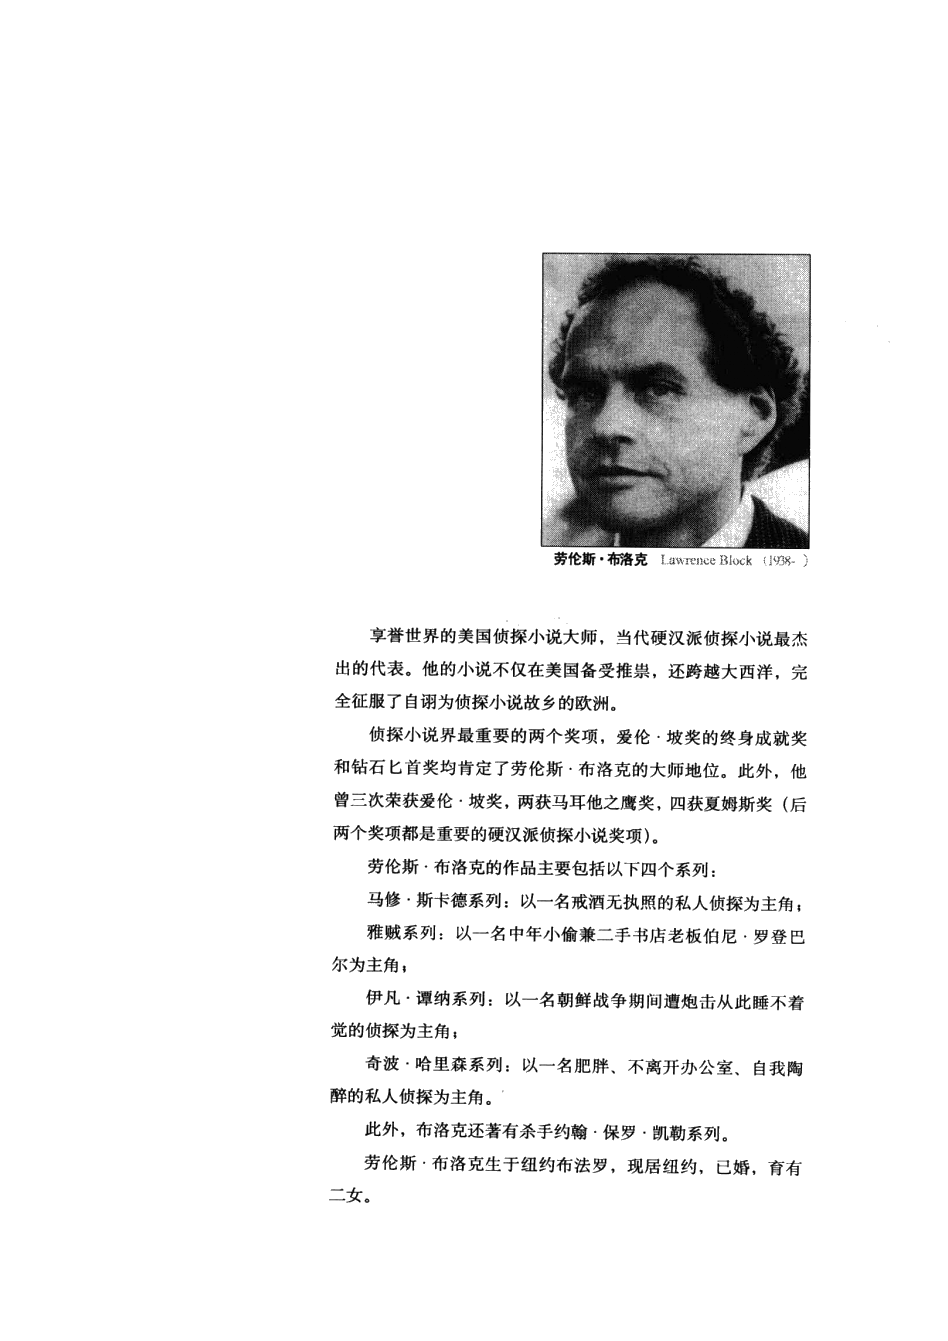 劳伦斯·布洛克 Lawrence Block (1938- )
享誉世界的美国侦探小说大师，当代硬汉派侦探小说最杰
出的代表。他的小说不仅在美国备受推祟，还跨越大西洋，完
全征服了自诩为侦探小说故乡的欧洲。
侦探小说界最重要的两个奖项，爱伦·坡奖的终身成就奖
和钻石匕首奖均肯定了劳伦斯·布洛克的大师地位。此外，他
曾三次荣获爱伦·坡奖，两获马耳他之鹰奖，四获夏姆斯奖（后
两个奖项都是重要的硬汉派侦探小说奖项）。
劳伦斯·布洛克的作品主要包括以下四个系列：
马修·斯卡德系列：以一名戒酒无执照的私人侦探为主角；
雅贼系列：以一名中年小偷兼二手书店老板伯尼·罗登巴
尔为主角；
伊凡·谭纳系列：以一名朝鲜战争期间遭炮击从此睡不着
觉的侦探为主角；
奇波·哈里森系列：以一名肥胖、不离开办公室、自我陶
醉的私人侦探为主角。
此外，布洛克还著有杀手约翰·保罗·凯勒系列。
劳伦斯·布洛克生于纽约布法罗，现居纽约，已婚，育有
二女。